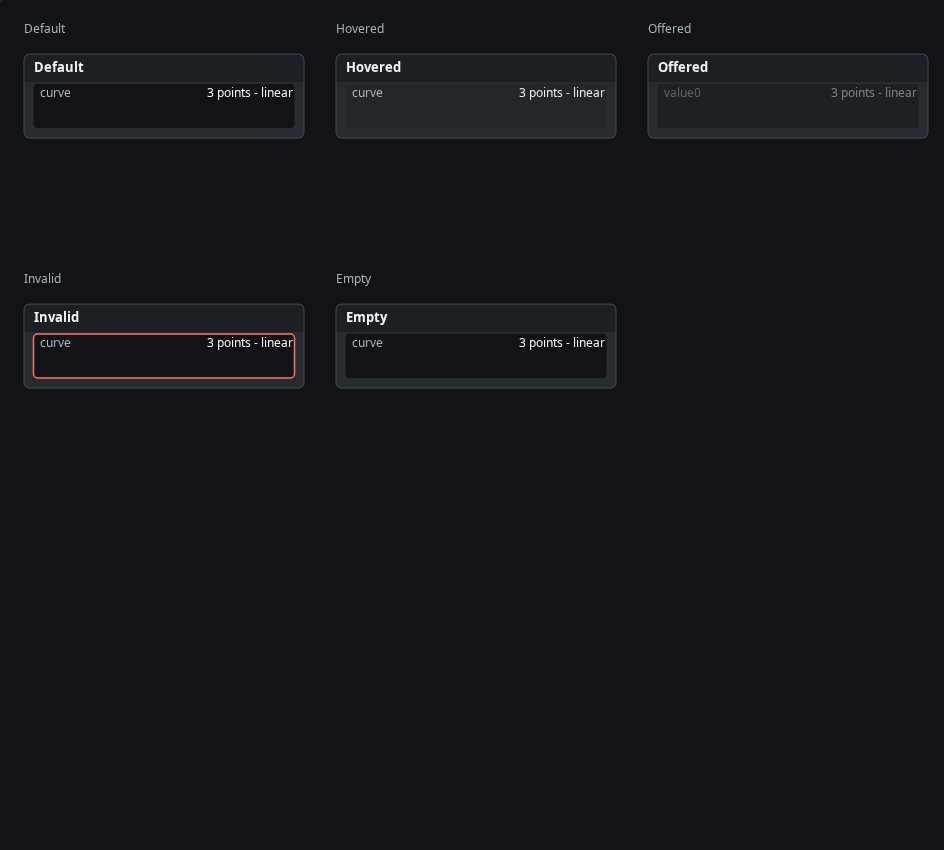 Default
Hovered
Offered
Default
Hovered
Offered
curve 3 points - linear
curve 3 points - linear
value0 3 points - linear
Invalid
Empty
Invalid
Empty
curve 3 points - linear
curve 3 points - linear